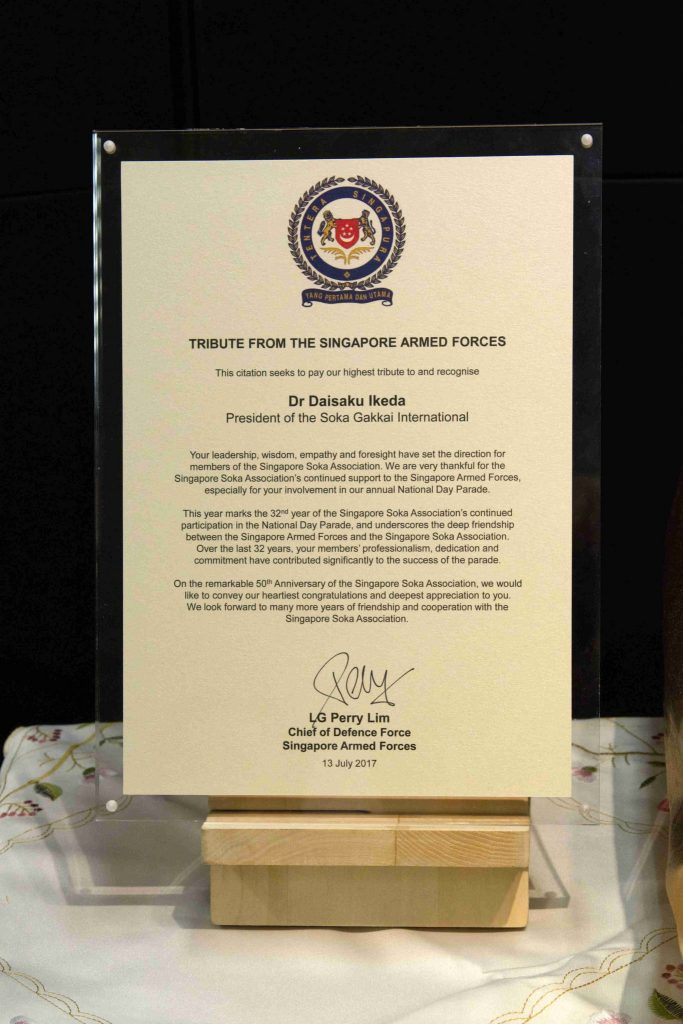 TENTERA SINGAPURA
YANG PERTAMA DAN UTAMA
TRIBUTE FROM THE SINGAPORE ARMED FORCES
This citation seeks to pay our highest tribute to and recognise
Dr Daisaku Ikeda
President of the Soka Gakkai International
Your leadership, wisdom, empathy and foresight have set the direction for
members of the Singapore Soka Association. We are very thankful for the
Singapore Soka Association's continued support to the Singapore Armed Forces,
especially for your involvement in our annual National Day Parade.
This year marks the 32nd year of the Singapore Soka Association's continued
participation in the National Day Parade, and underscores the deep friendship
between the Singapore Armed Forces and the Singapore Soka Association.
Over the last 32 years, your members' professionalism, dedication and
commitment have contributed significantly to the success of the parade.
On the remarkable 50th Anniversary of the Singapore Soka Association, we would
like to convey our heartiest congratulations and deepest appreciation to you.
We look forward to many more years of friendship and cooperation with the
Singapore Soka Association.
Perry
LG Perry Lim
Chief of Defence Force
Singapore Armed Forces
13 July 2017